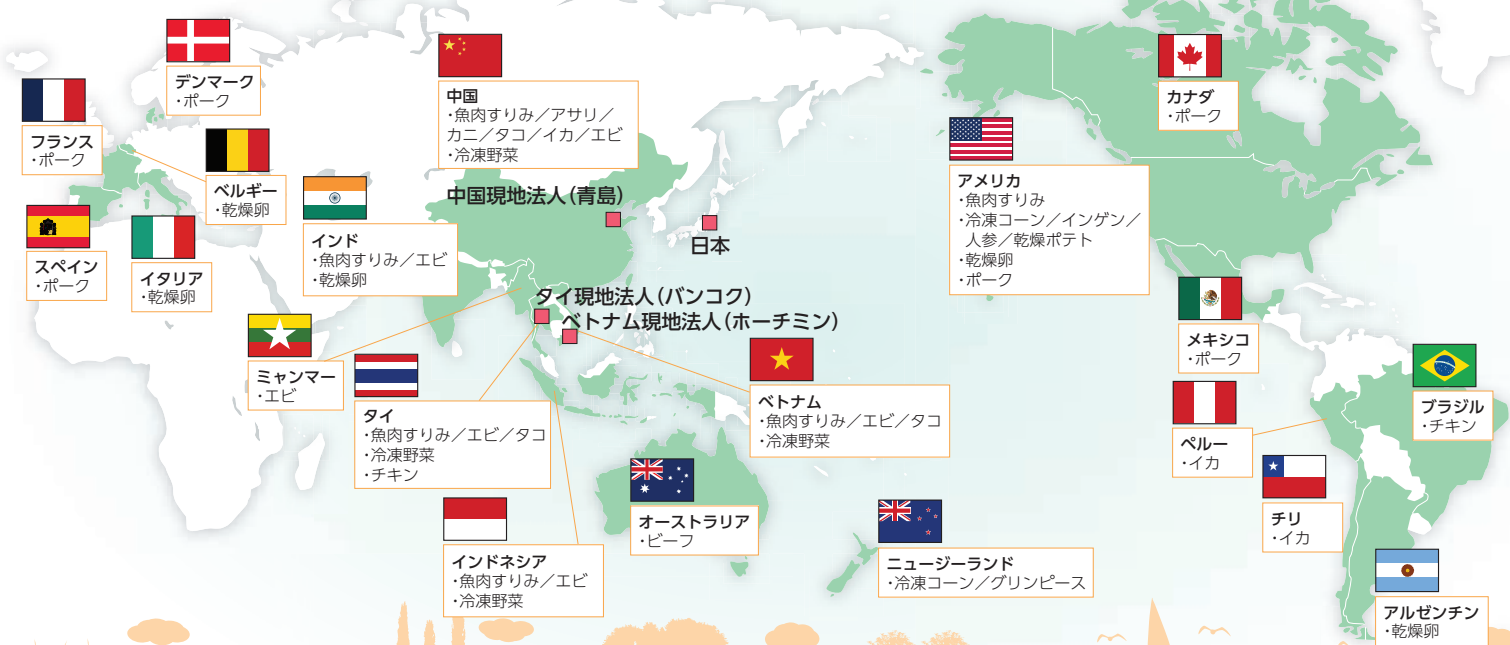 デンマーク
・ポーク
フランス
・ポーク
ベルギー
・乾燥卵
スペイン
・ポーク
イタリア
・乾燥卵
中国
・魚肉すりみ／アサリ／
カニ／タコ／イカ／エビ
・冷凍野菜
中国現地法人(青島)
日本
インド
・魚肉すりみ／エビ
・乾燥卵
タイ現地法人(バンコク)
ベトナム現地法人(ホーチミン)
ミャンマー
・エビ
タイ
・魚肉すりみ／エビ／タコ
・冷凍野菜
・チキン
ベトナム
・魚肉すりみ／エビ／タコ
・冷凍野菜
インドネシア
・魚肉すりみ／エビ
・冷凍野菜
オーストラリア
・ビーフ
ニュージーランド
・冷凍コーン／グリンピース
カナダ
・ポーク
アメリカ
・魚肉すりみ
・冷凍コーン／インゲン／
人参／乾燥ポテト
・乾燥卵
・ポーク
メキシコ
・ポーク
ブラジル
・チキン
ペルー
・イカ
チリ
・イカ
アルゼンチン
・乾燥卵